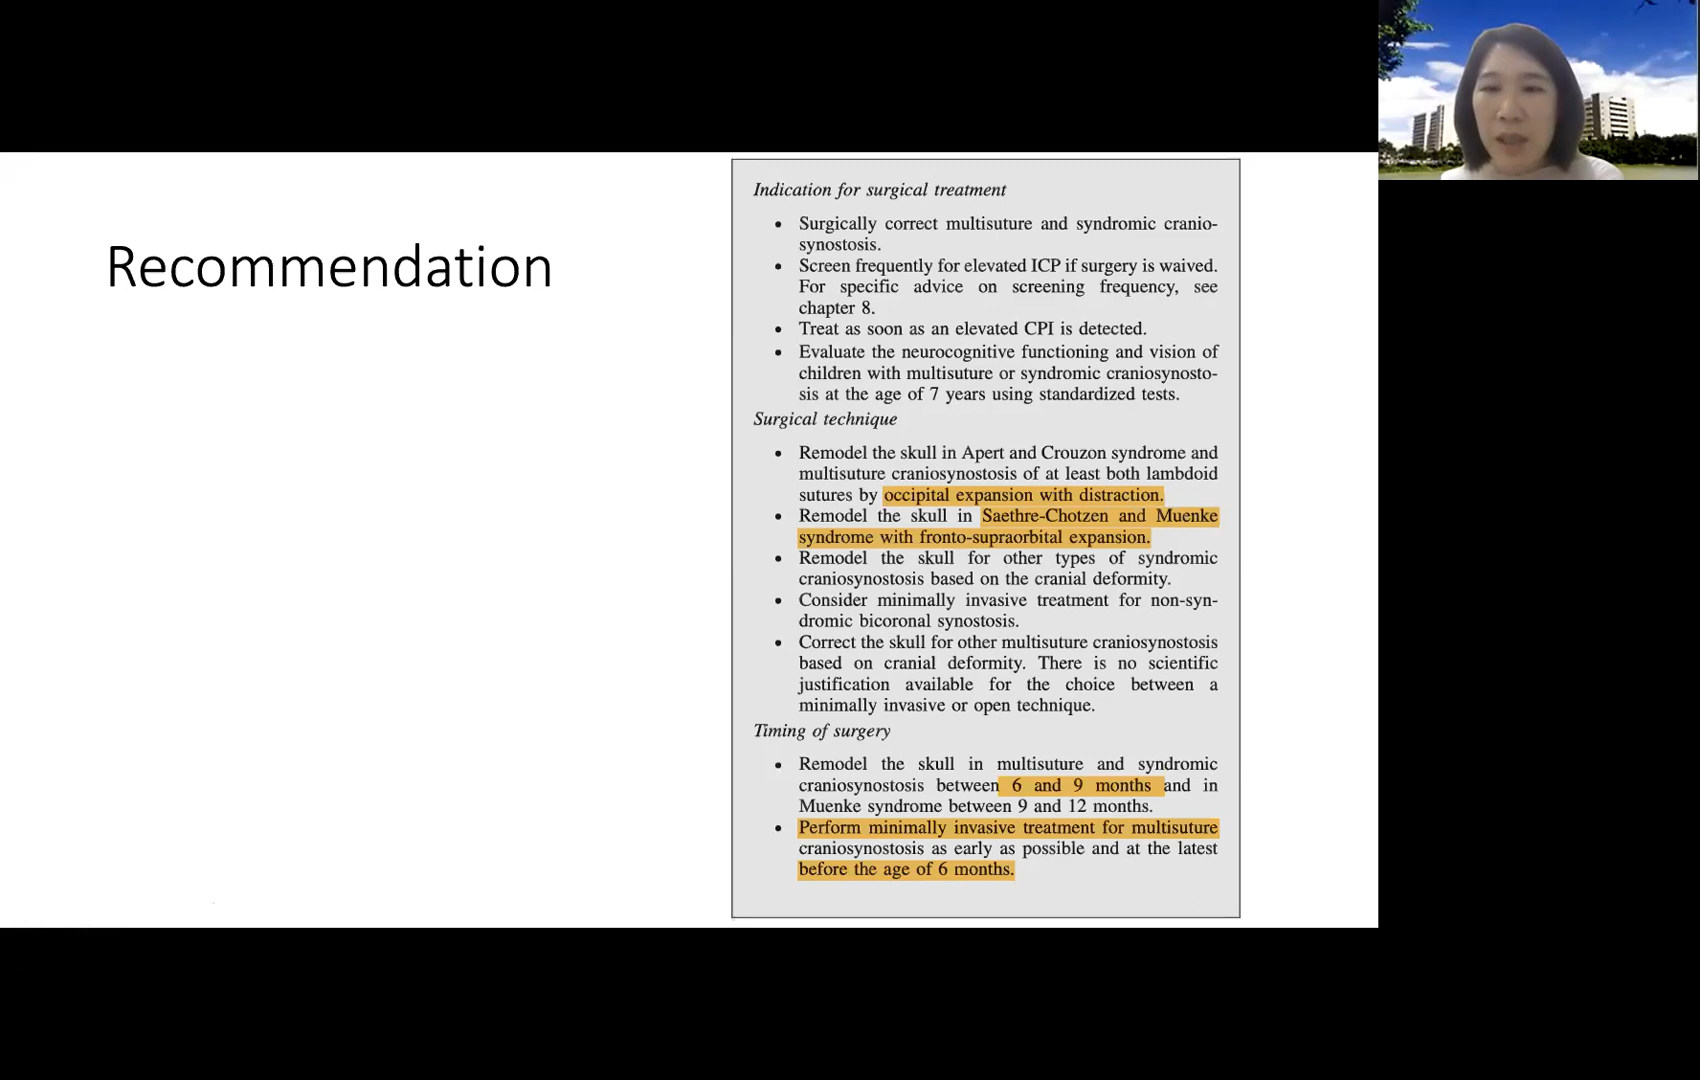 Recommendation
Indication for surgical treatment
• Surgically correct multisuture and syndromic cranio-
synostosis.
• Screen frequently for elevated ICP if surgery is waived.
For specific advice on screening frequency, see
chapter 8.
• Treat as soon as an elevated CPI is detected.
• Evaluate the neurocognitive functioning and vision of
children with multisuture or syndromic craniosynosto-
sis at the age of 7 years using standardized tests.
Surgical technique
• Remodel the skull in Apert and Crouzon syndrome and
multisuture craniosynostosis of at least both lambdoid
sutures by occipital expansion with distraction.
• Remodel the skull in Saethre-Chotzen and Muenke
syndrome with fronto-supraorbital expansion.
• Remodel the skull for other types of syndromic
craniosynostosis based on the cranial deformity.
• Consider minimally invasive treatment for non-syn-
dromic bicoronal synostosis.
• Correct the skull for other multisuture craniosynostosis
based on cranial deformity. There is no scientific
justification available for the choice between a
minimally invasive or open technique.
Timing of surgery
• Remodel the skull in multisuture and syndromic
craniosynostosis between 6 and 9 months and in
Muenke syndrome between 9 and 12 months.
• Perform minimally invasive treatment for multisuture
craniosynostosis as early as possible and at the latest
before the age of 6 months.